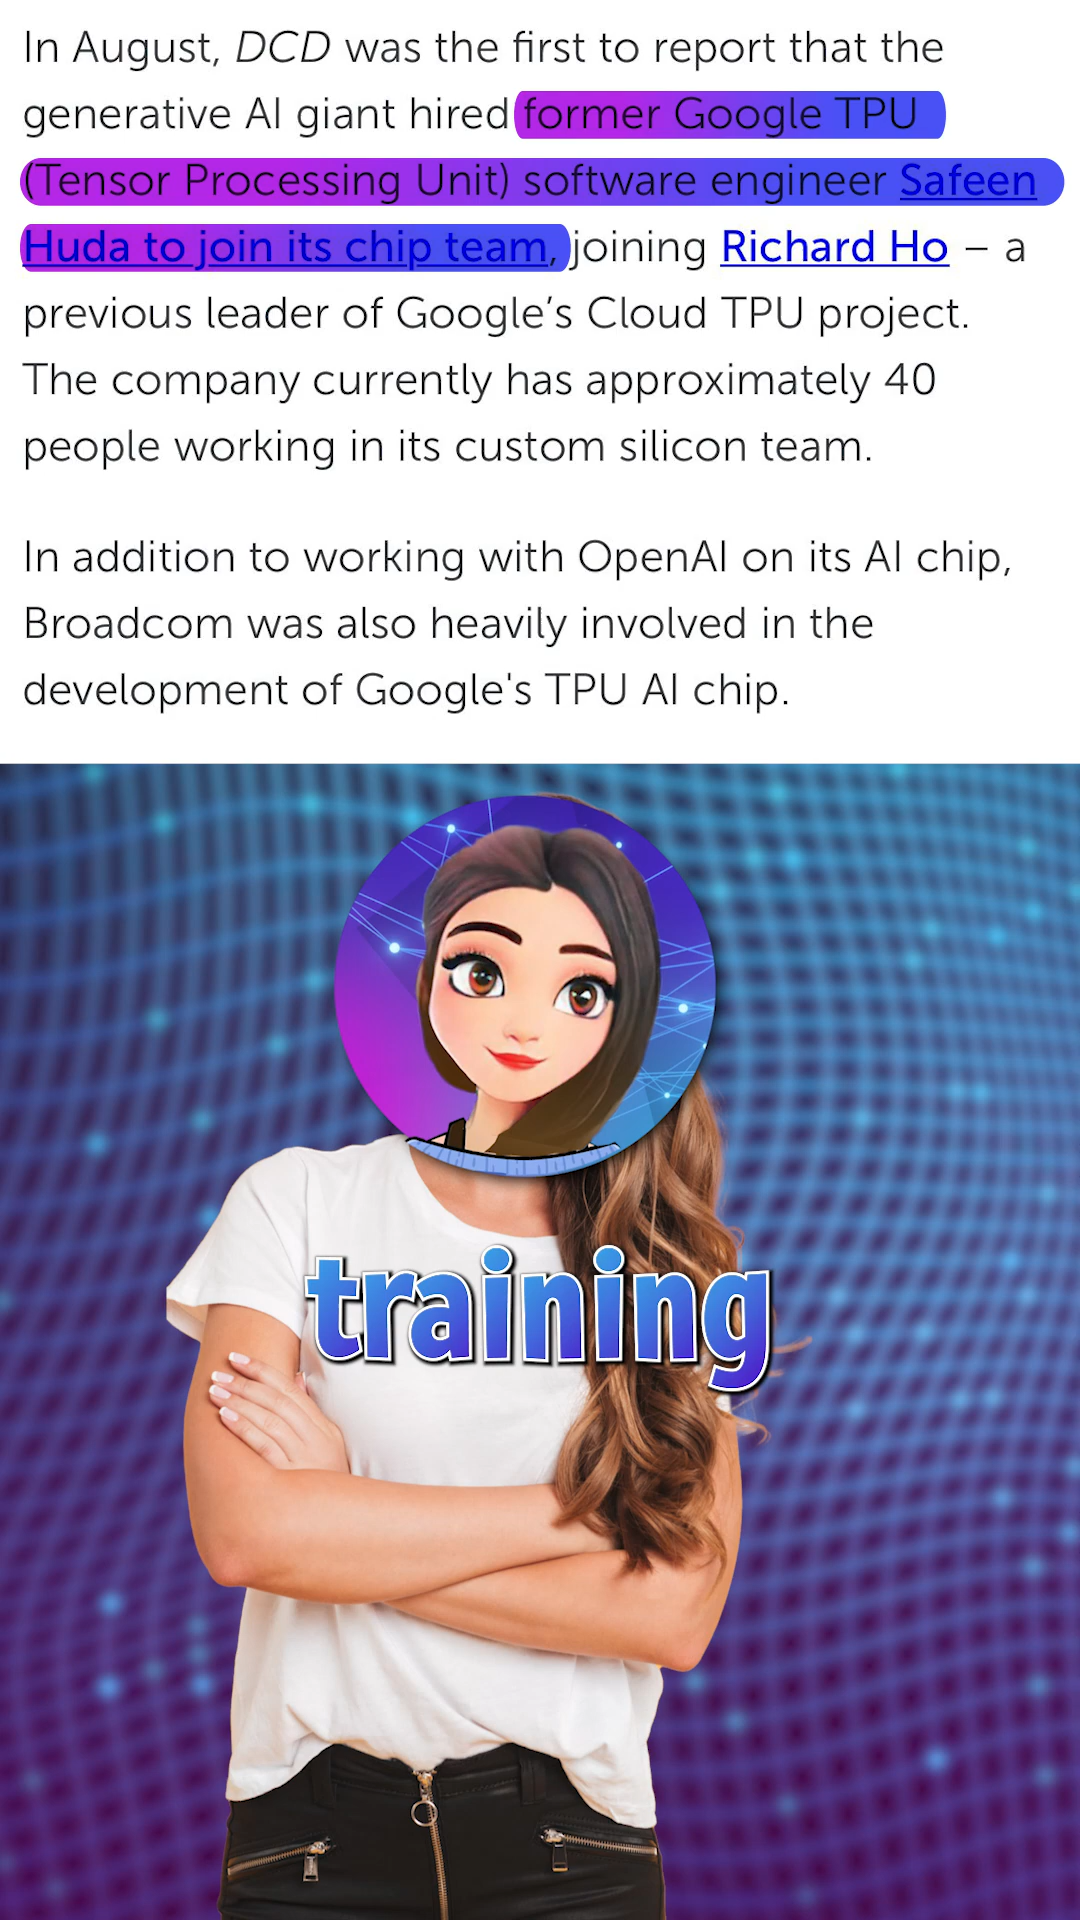 In August, DCD was the first to report that the
generative AI giant hired former Google TPU
(Tensor Processing Unit) software engineer Safeen
Huda to join its chip team, joining Richard Ho – a
previous leader of Google’s Cloud TPU project.
The company currently has approximately 40
people working in its custom silicon team.
In addition to working with OpenAI on its AI chip,
Broadcom was also heavily involved in the
development of Google's TPU AI chip.
training